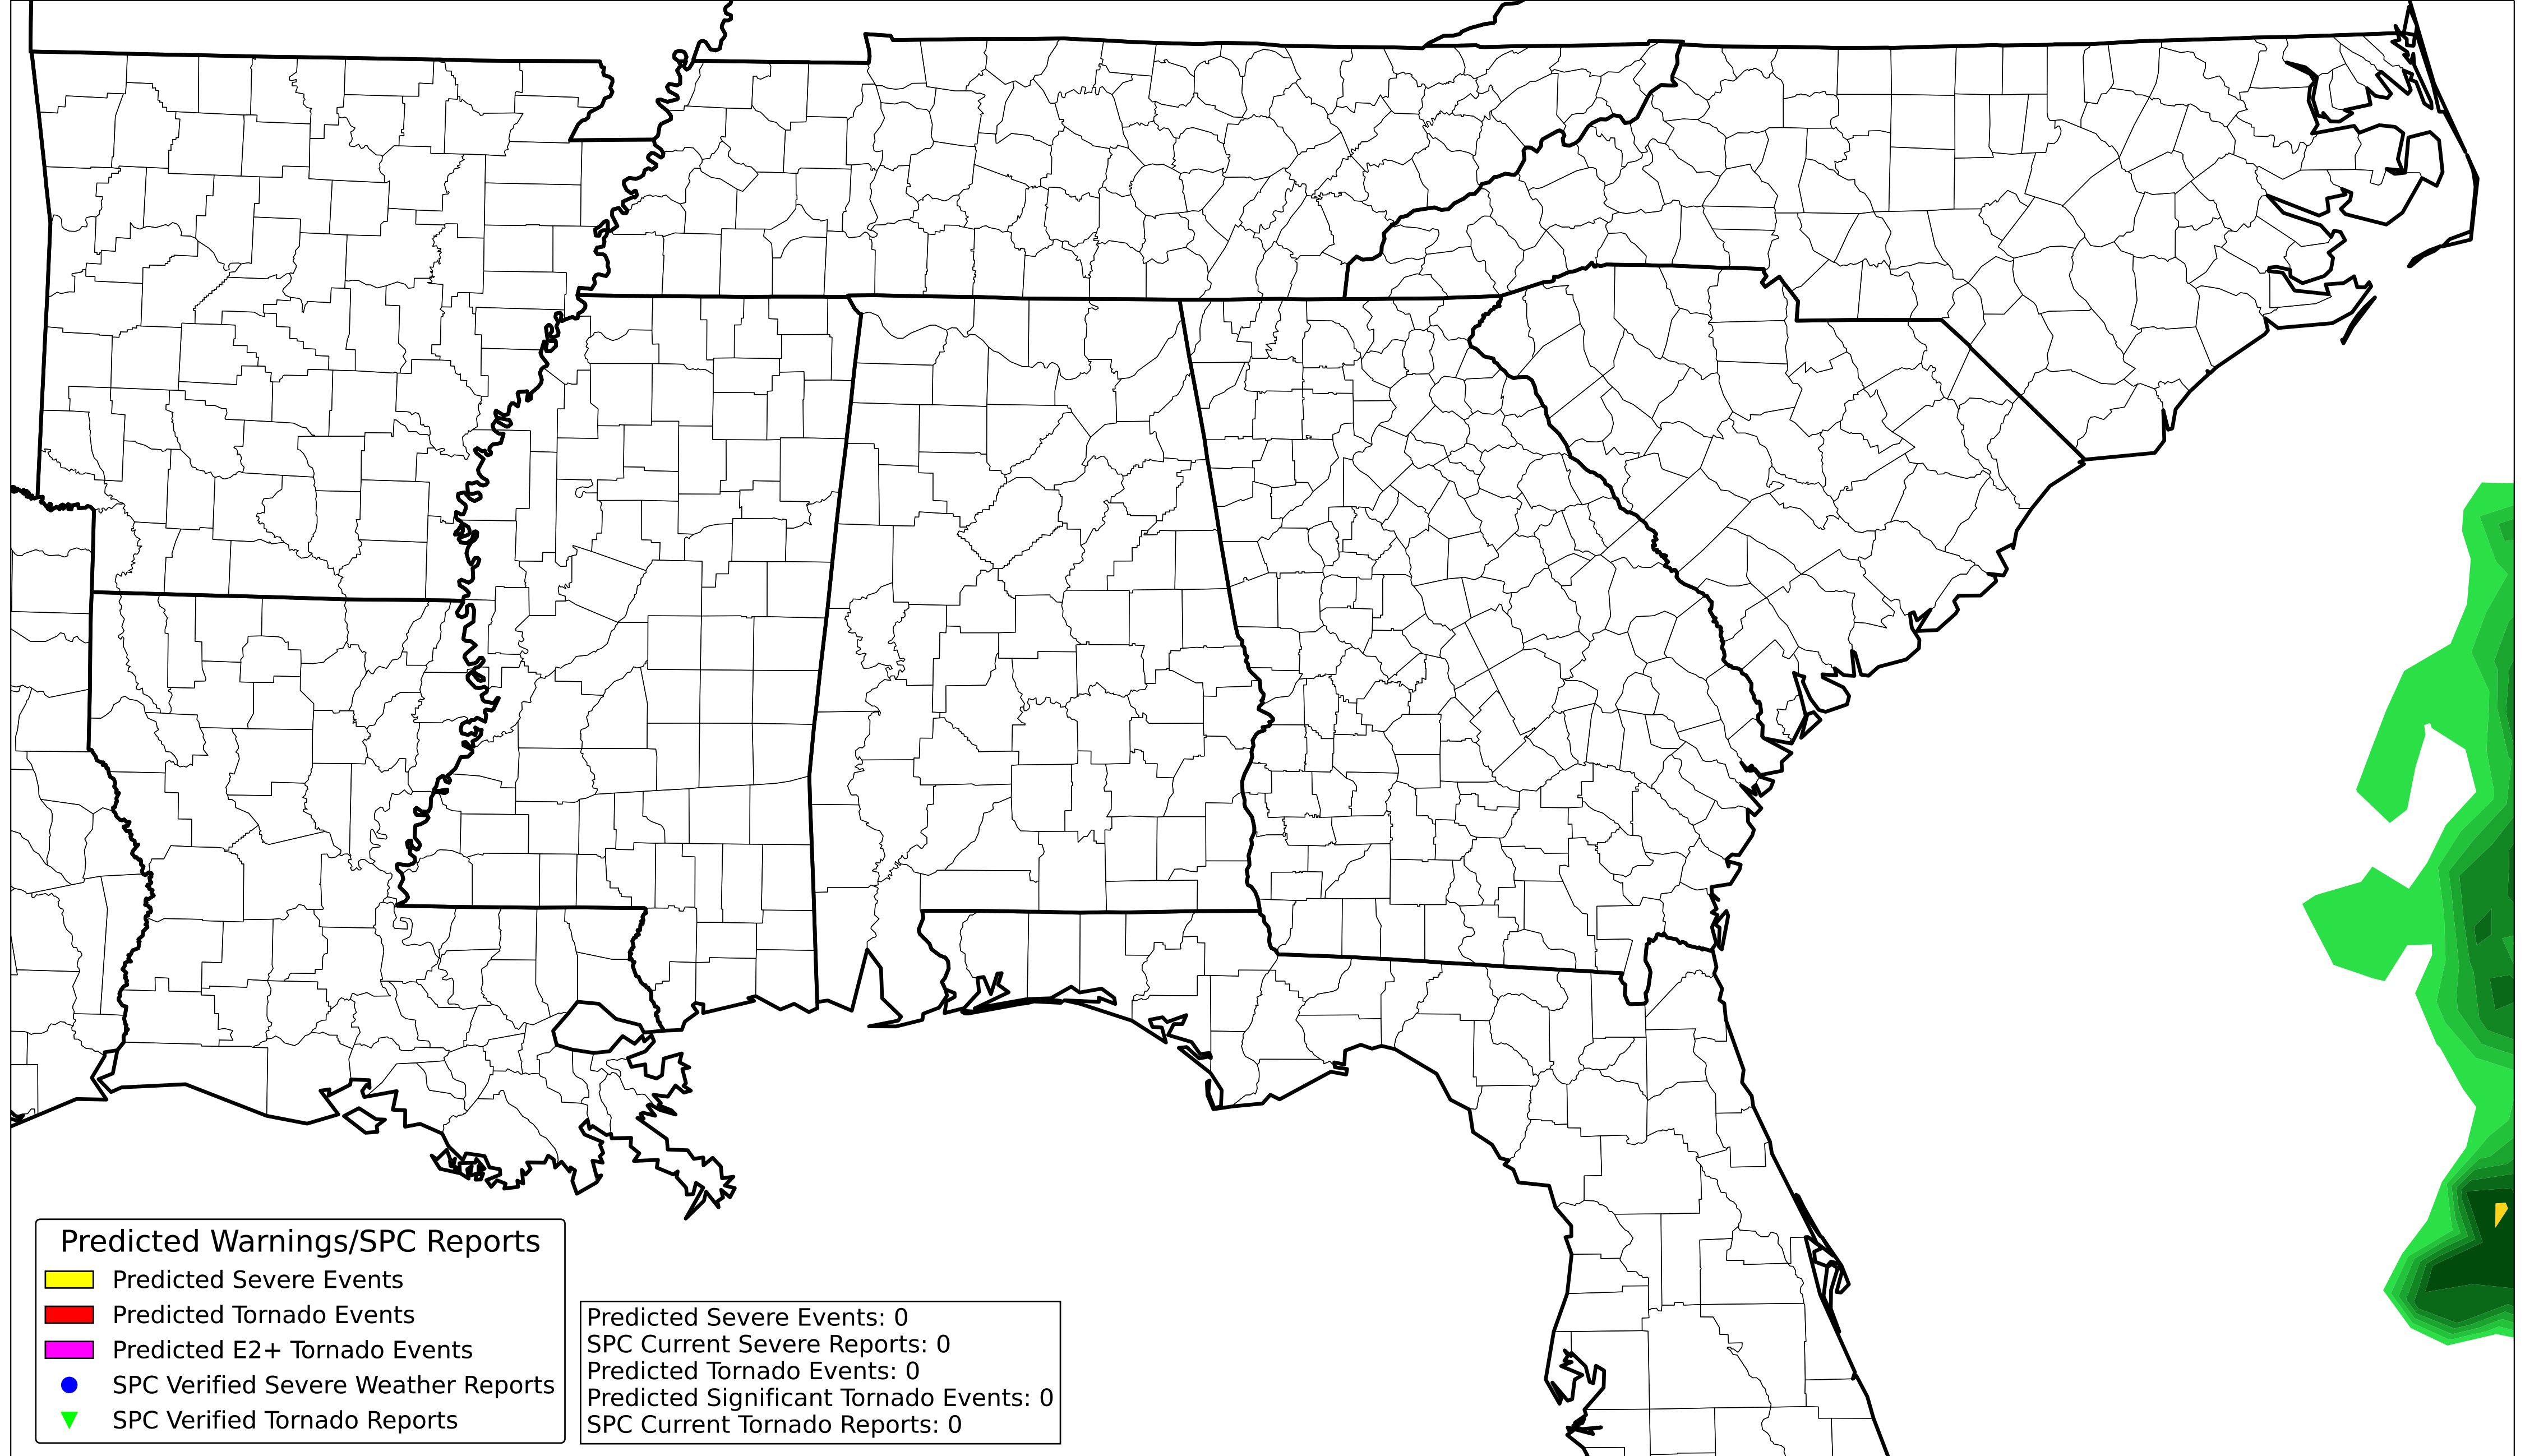 Predicted Warnings/SPC Reports
Predicted Severe Events
Predicted Tornado Events
Predicted E2+ Tornado Events
SPC Verified Severe Weather Reports
SPC Verified Tornado Reports
Predicted Severe Events: 0
SPC Current Severe Reports: 0
Predicted Tornado Events: 0
Predicted Significant Tornado Events: 0
SPC Current Tornado Reports: 0